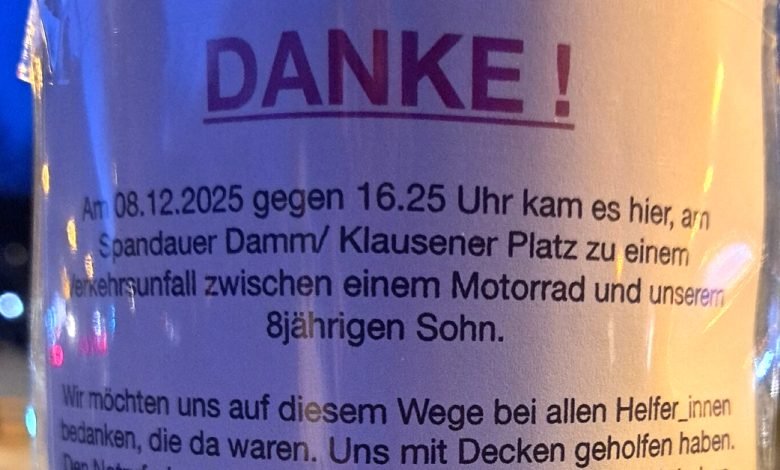 DANKE !
Am 08.12.2025 gegen 16.25 Uhr kam es hier, am
Spandauer Damm/ Klausener Platz zu einem
Verkehrsunfall zwischen einem Motorrad und unserem
8jährigen Sohn.
Wir möchten uns auf diesem Wege bei allen Helfer_innen
bedanken, die da waren. Uns mit Decken geholfen haben.